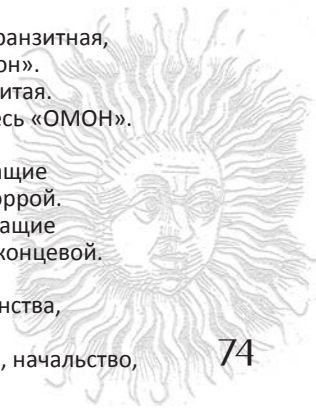 ранзитная,
он».
итая.
есь «ОМОН».
ащие
оррой.
ащие
концевой.
нства,
, начальство,
74